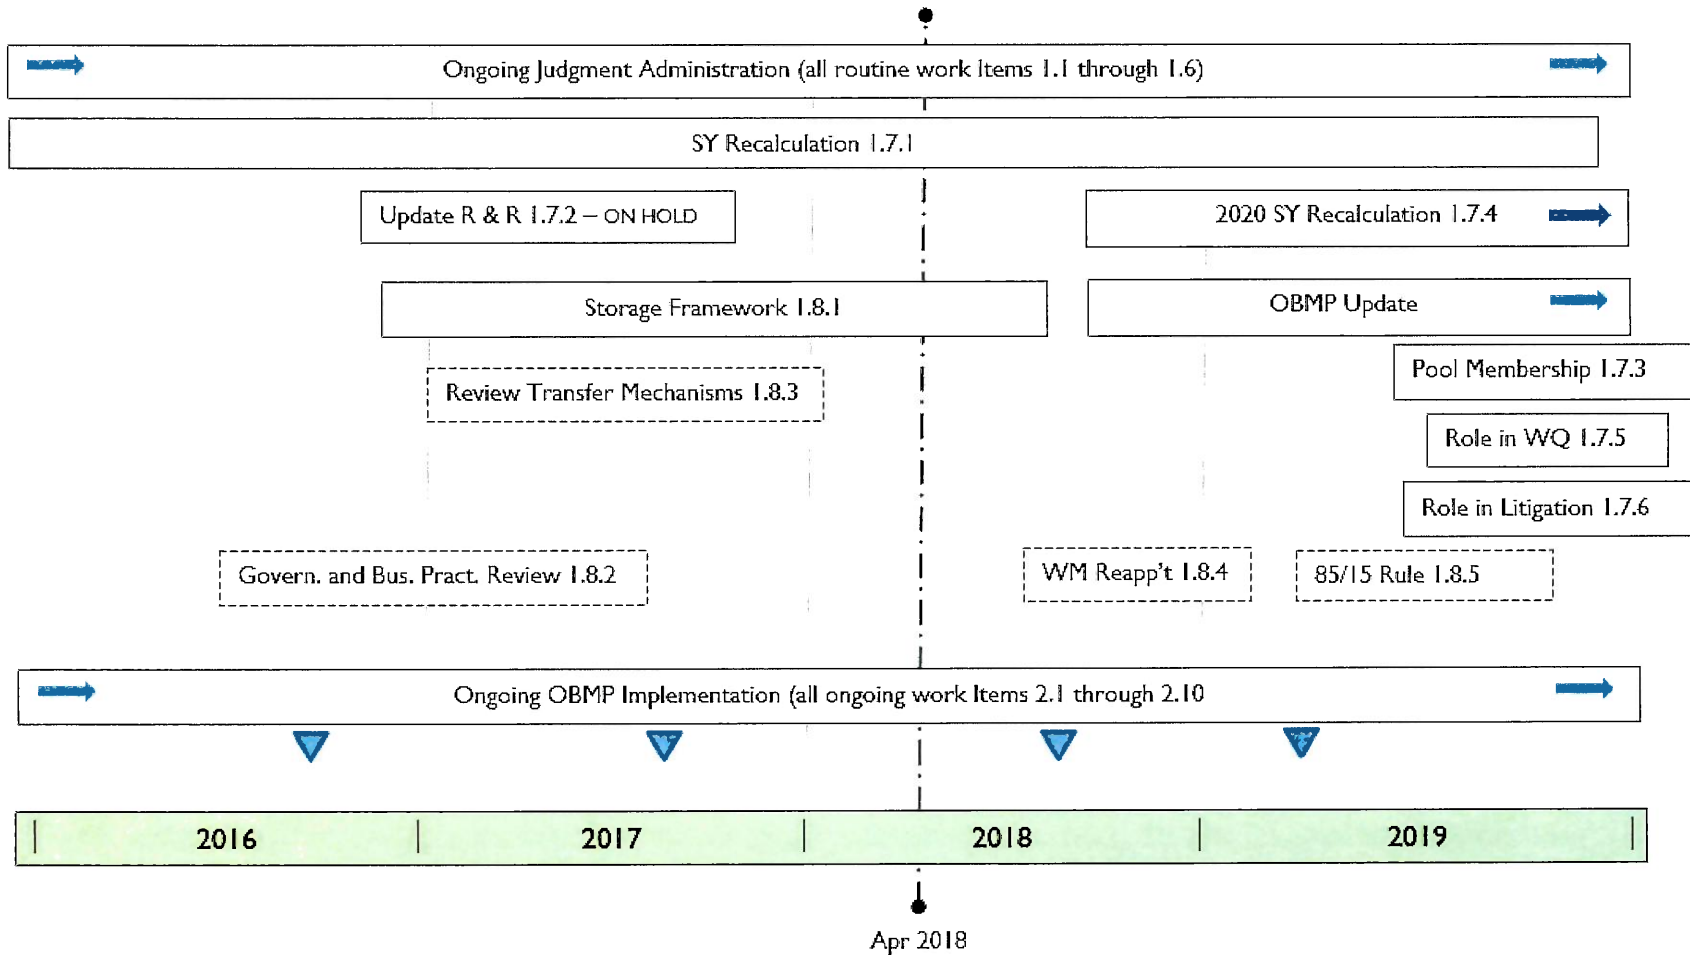 Ongoing Judgment Administration (all routine work Items 1.1 through 1.6)
SY Recalculation 1.7.1
Update R & R 1.7.2 – ON HOLD
2020 SY Recalculation 1.7.4
Storage Framework 1.8.1
OBMP Update
Pool Membership 1.7.3
Review Transfer Mechanisms 1.8.3
Role in WQ 1.7.5
Role in Litigation 1.7.6
Govern. and Bus. Pract. Review 1.8.2
WM Reapp't 1.8.4
85/15 Rule 1.8.5
Ongoing OBMP Implementation (all ongoing work Items 2.1 through 2.10
2016
2017
2018
2019
Apr 2018